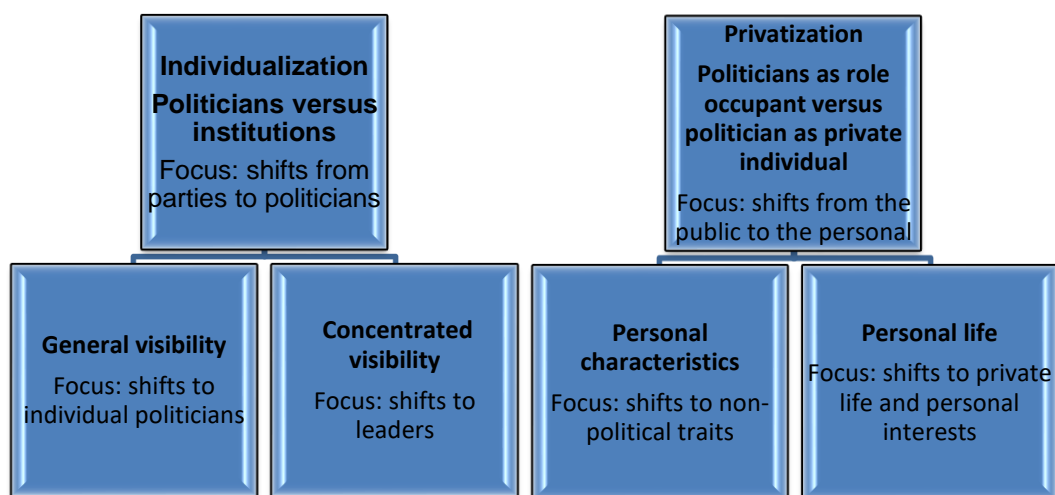 Individualization
Politicians versus
institutions
Focus: shifts from
parties to politicians
Privatization
Politicians as role
occupant versus
politician as private
individual
Focus: shifts from the
public to the personal
General visibility
Focus: shifts to
individual politicians
Concentrated
visibility
Focus: shifts to
leaders
Personal
characteristics
Focus: shifts to non-
political traits
Personal life
Focus: shifts to private
life and personal
interests